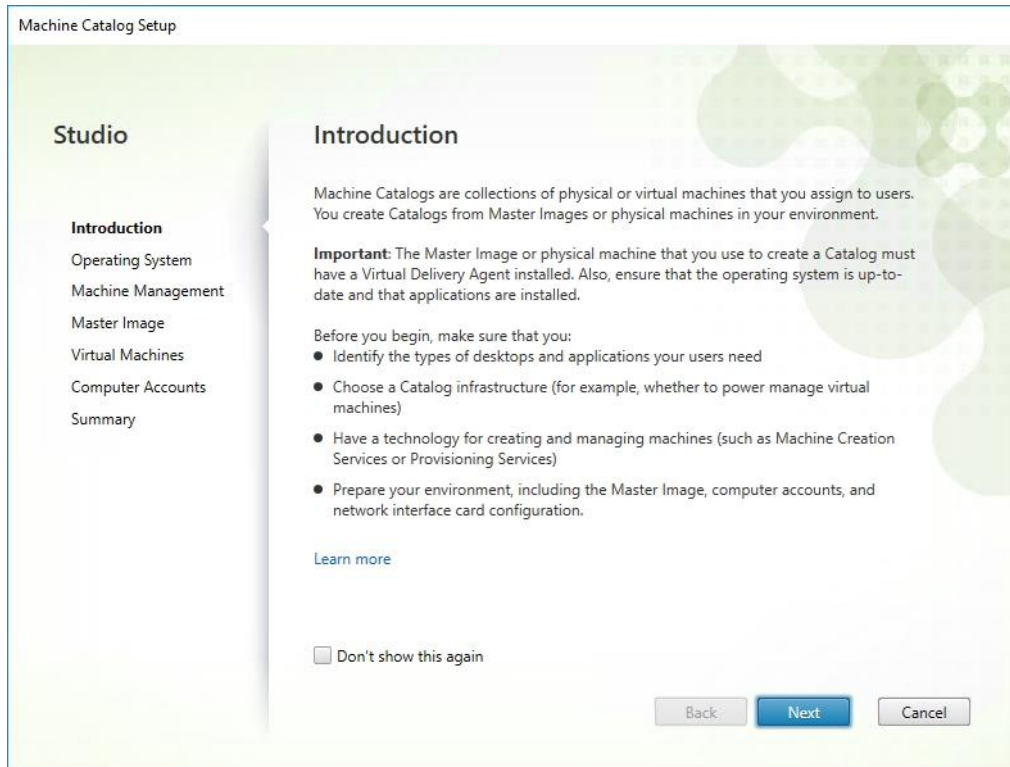 Machine Catalog Setup
Studio
Introduction
Operating System
Machine Management
Master Image
Virtual Machines
Computer Accounts
Summary
Introduction
Machine Catalogs are collections of physical or virtual machines that you assign to users.
You create Catalogs from Master Images or physical machines in your environment.
Important: The Master Image or physical machine that you use to create a Catalog must
have a Virtual Delivery Agent installed. Also, ensure that the operating system is up-to-
date and that applications are installed.
Before you begin, make sure that you:
● Identify the types of desktops and applications your users need
● Choose a Catalog infrastructure (for example, whether to power manage virtual
machines)
● Have a technology for creating and managing machines (such as Machine Creation
Services or Provisioning Services)
● Prepare your environment, including the Master Image, computer accounts, and
network interface card configuration.
Learn more
Don't show this again
Back Next Cancel